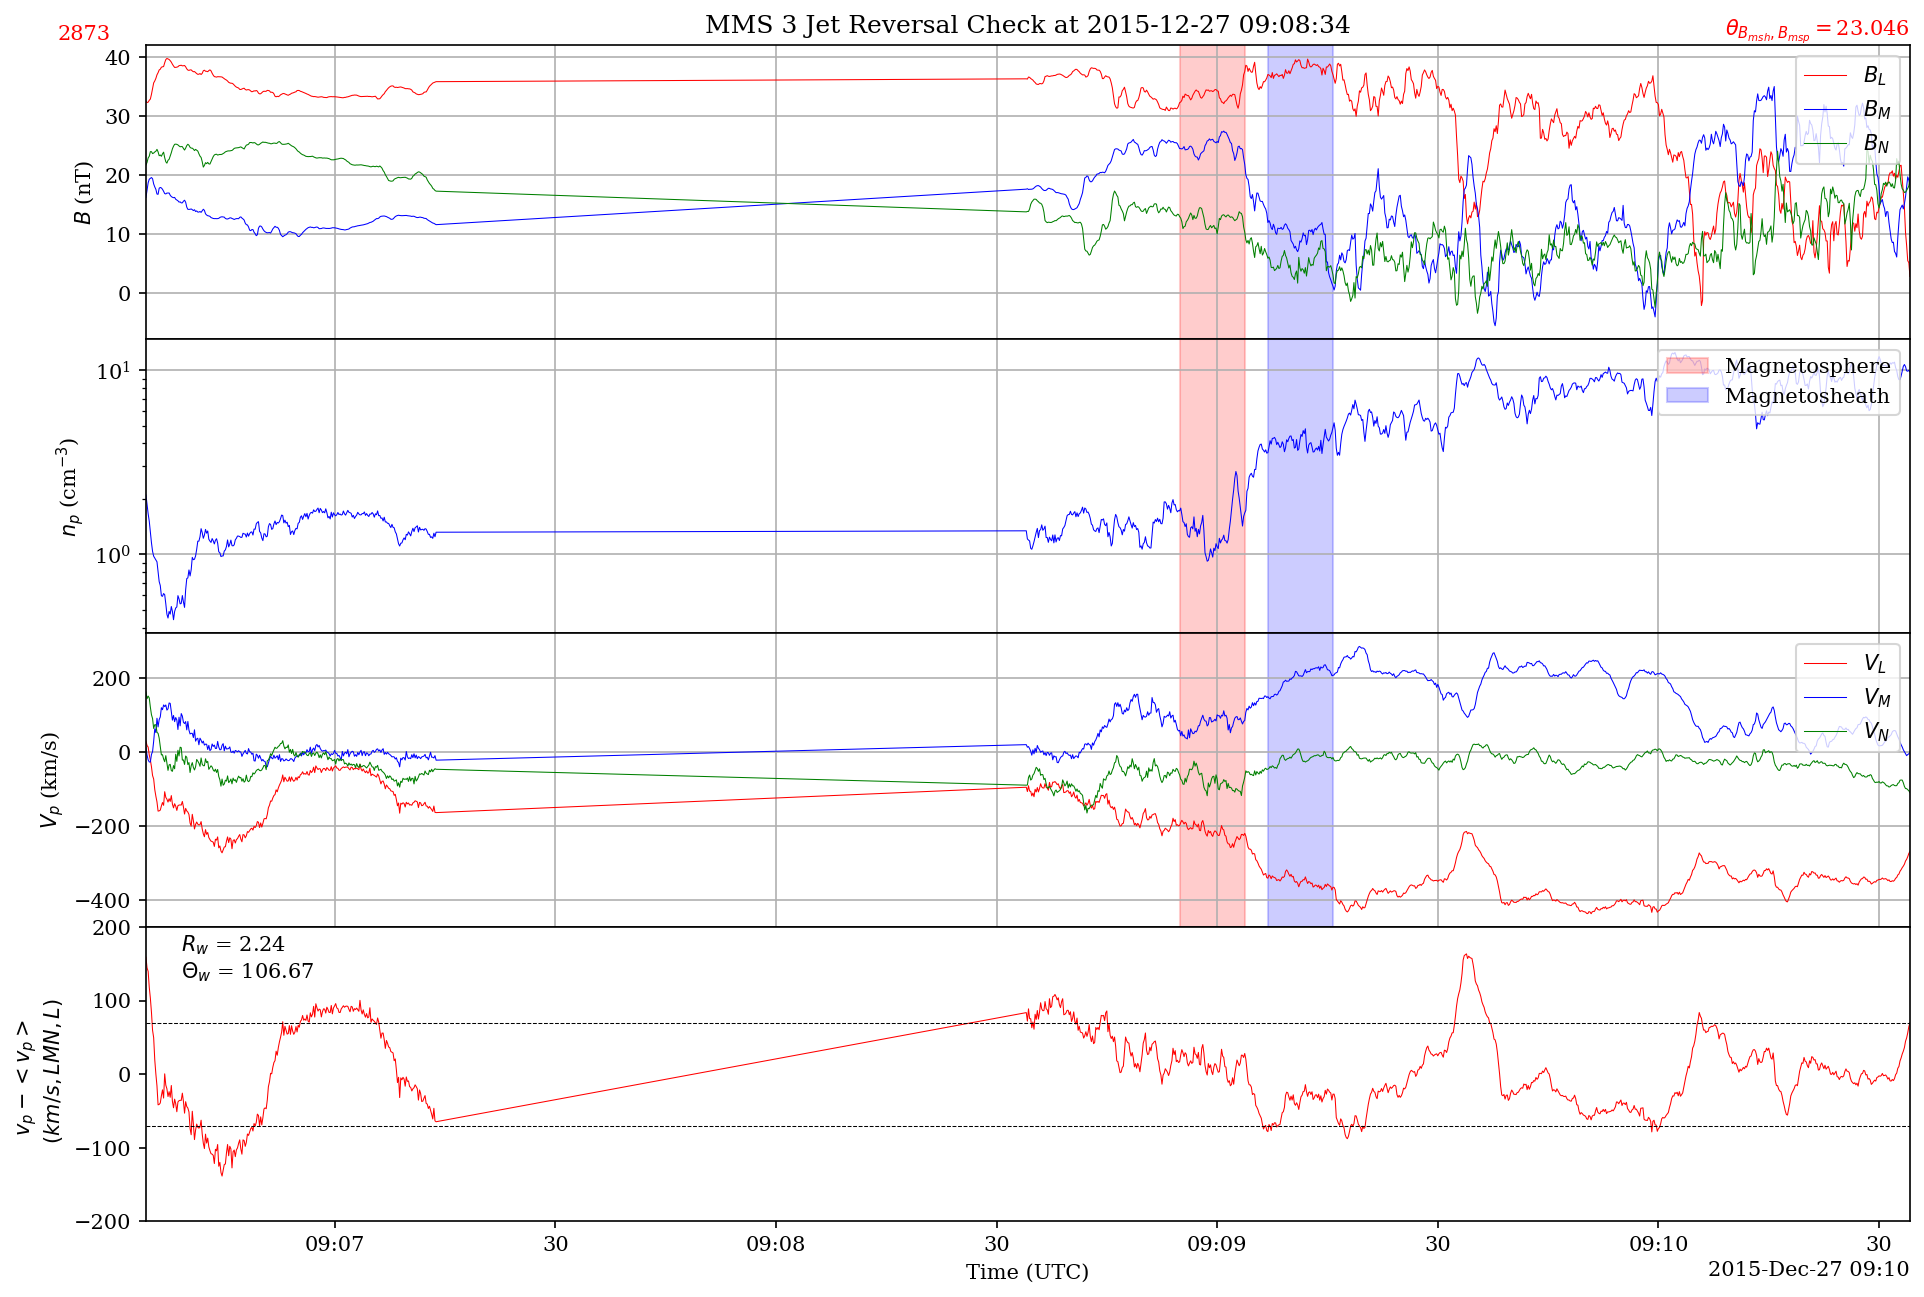 2873
MMS 3 Jet Reversal Check at 2015-12-27 09:08:34
θ_{B_{msh}, B_{msp}} = 23.046
40
30
20
10
0
B (nT)
B_L
B_M
B_N
10^1
10^0
n_p (cm^{-3})
Magnetosphere
Magnetosheath
200
0
−200
−400
V_p (km/s)
V_L
V_M
V_N
200
100
0
−100
−200
v_p − < v_p >
(km/s, LMN, L)
R_w = 2.24
Θ_w = 106.67
09:07
30
09:08
30
09:09
30
09:10
30
Time (UTC)
2015-Dec-27 09:10